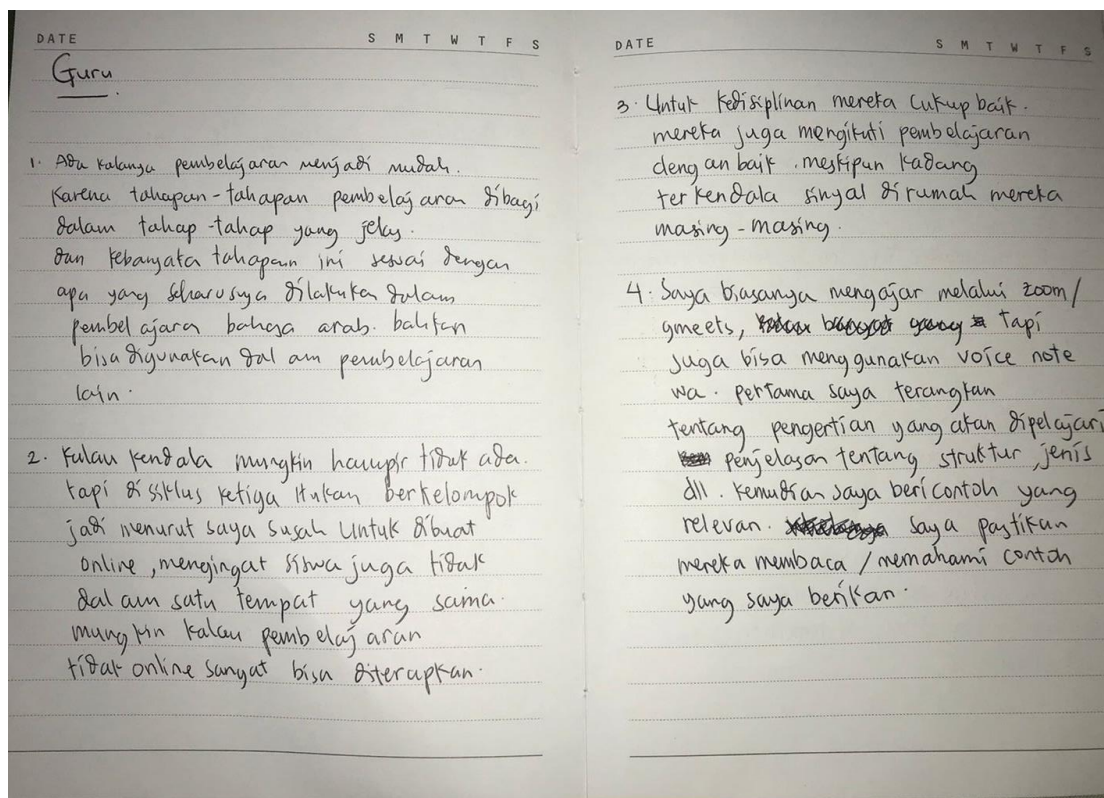 DATE S M T W T F S
Guru
1. Ada kalanya pembelajaran menjadi mudah.
Karena tahapan-tahapan pembelajaran dibagi
dalam tahap-tahap yang jelas.
dan kebanyata tahapan ini sesuai dengan
apa yang seharusnya dilakukan dalam
pembelajaran bahasa arab. bahkan
bisa digunakan dalam pembelajaran
lain.
2. Kalau kendala mungkin hampir tidak ada.
tapi di siklus ketiga itukan berkelompok
jadi menurut saya susah untuk dibuat
online, mengingat siswa juga tidak
dalam satu tempat yang sama.
mungkin kalau pembelajaran
tidak online sangat bisa diterapkan.
DATE S M T W T F S
3. Untuk kedisiplinan mereka cukup baik.
mereka juga mengikuti pembelajaran
dengan baik. meskipun kadang
terkendala sinyal dirumah mereka
masing-masing.
4. Saya biasanya mengajar melalui zoom/
gmeets, tapi
juga bisa menggunakan voice note
wa. pertama saya terangkan
tentang pengertian yang akan dipelajari
penjelasan tentang struktur, jenis
dll. kemudian saya beri contoh yang
relevan. saya pastikan
mereka membaca / memahami contoh
yang saya berikan.